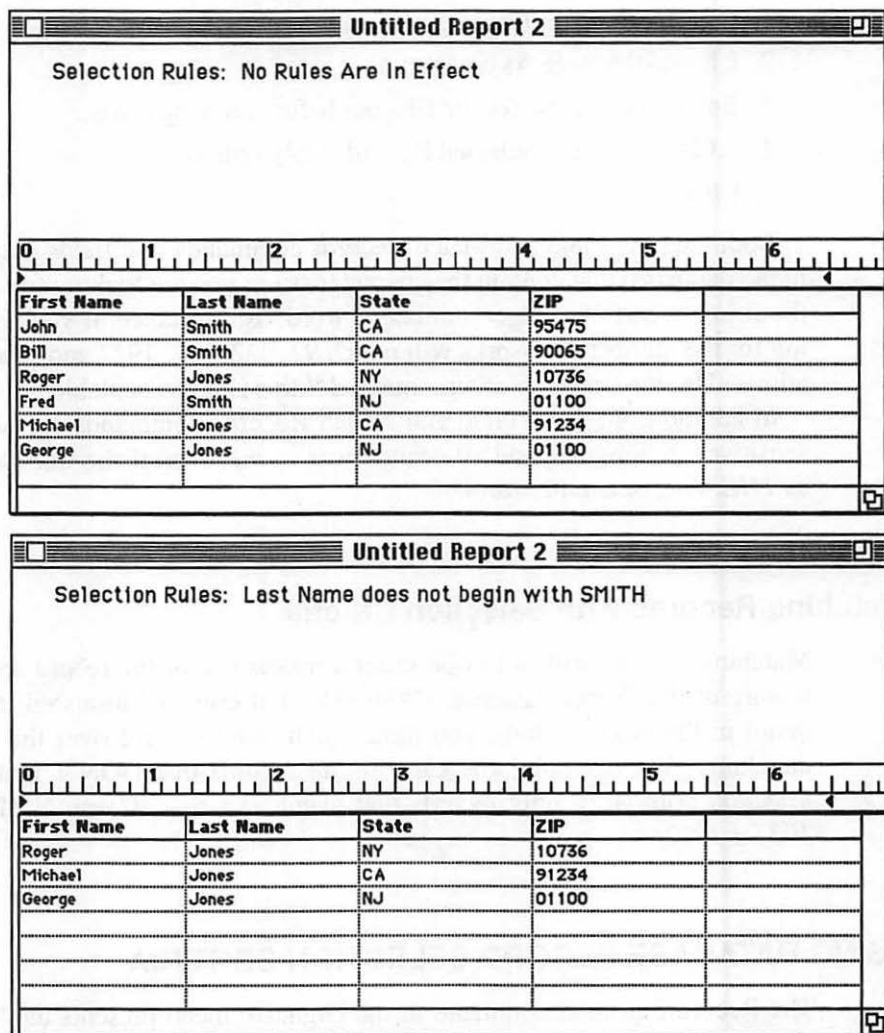 Untitled Report 2
Selection Rules: No Rules Are In Effect
0 1 2 3 4 5 6
First Name Last Name State ZIP
John Smith CA 95475
Bill Smith CA 90065
Roger Jones NY 10736
Fred Smith NJ 01100
Michael Jones CA 91234
George Jones NJ 01100
Untitled Report 2
Selection Rules: Last Name does not begin with SMITH
0 1 2 3 4 5 6
First Name Last Name State ZIP
Roger Jones NY 10736
Michael Jones CA 91234
George Jones NJ 01100